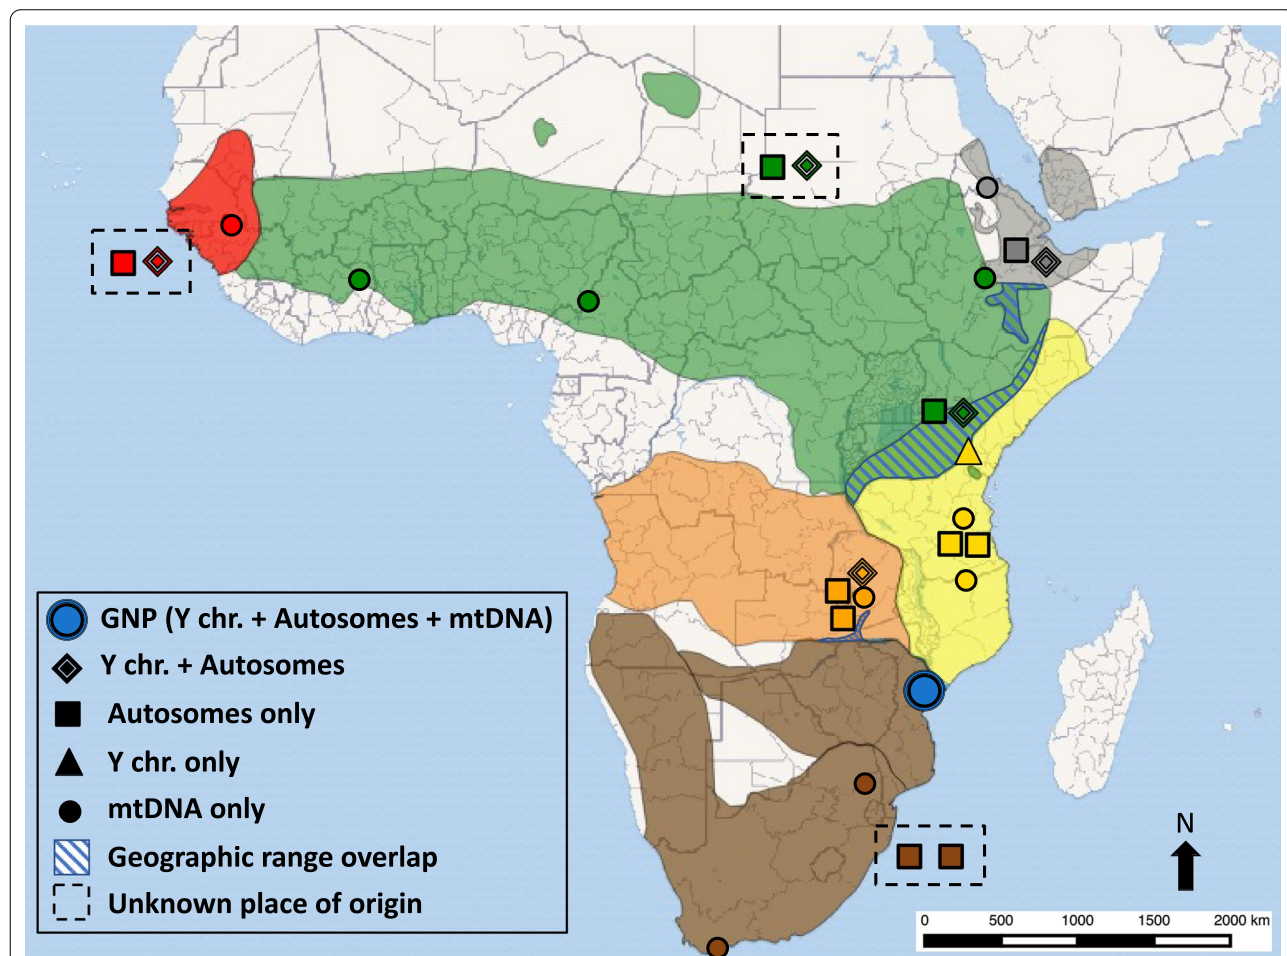 GNP (Y chr. + Autosomes + mtDNA)
Y chr. + Autosomes
Autosomes only
Y chr. only
mtDNA only
Geographic range overlap
Unknown place of origin
N
0 500 1000 1500 2000 km